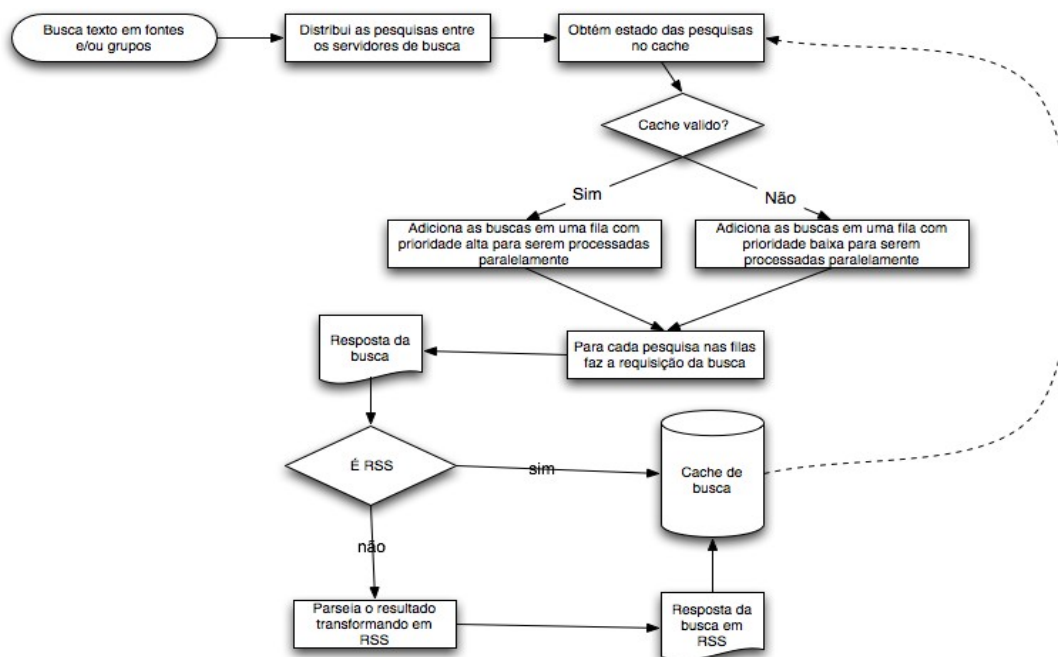 Busca texto em fontes
e/ou grupos
Distribui as pesquisas entre
os servidores de busca
Obtém estado das pesquisas
no cache
Cache valido?
Sim
Não
Adiciona as buscas em uma fila com
prioridade alta para serem processadas
paralelamente
Adiciona as buscas em uma fila com
prioridade baixa para serem
processadas paralelamente
Resposta da
busca
Para cada pesquisa nas filas
faz a requisição da busca
É RSS
sim
Cache de
busca
não
Parseia o resultado
transformando em
RSS
Resposta da
busca em
RSS